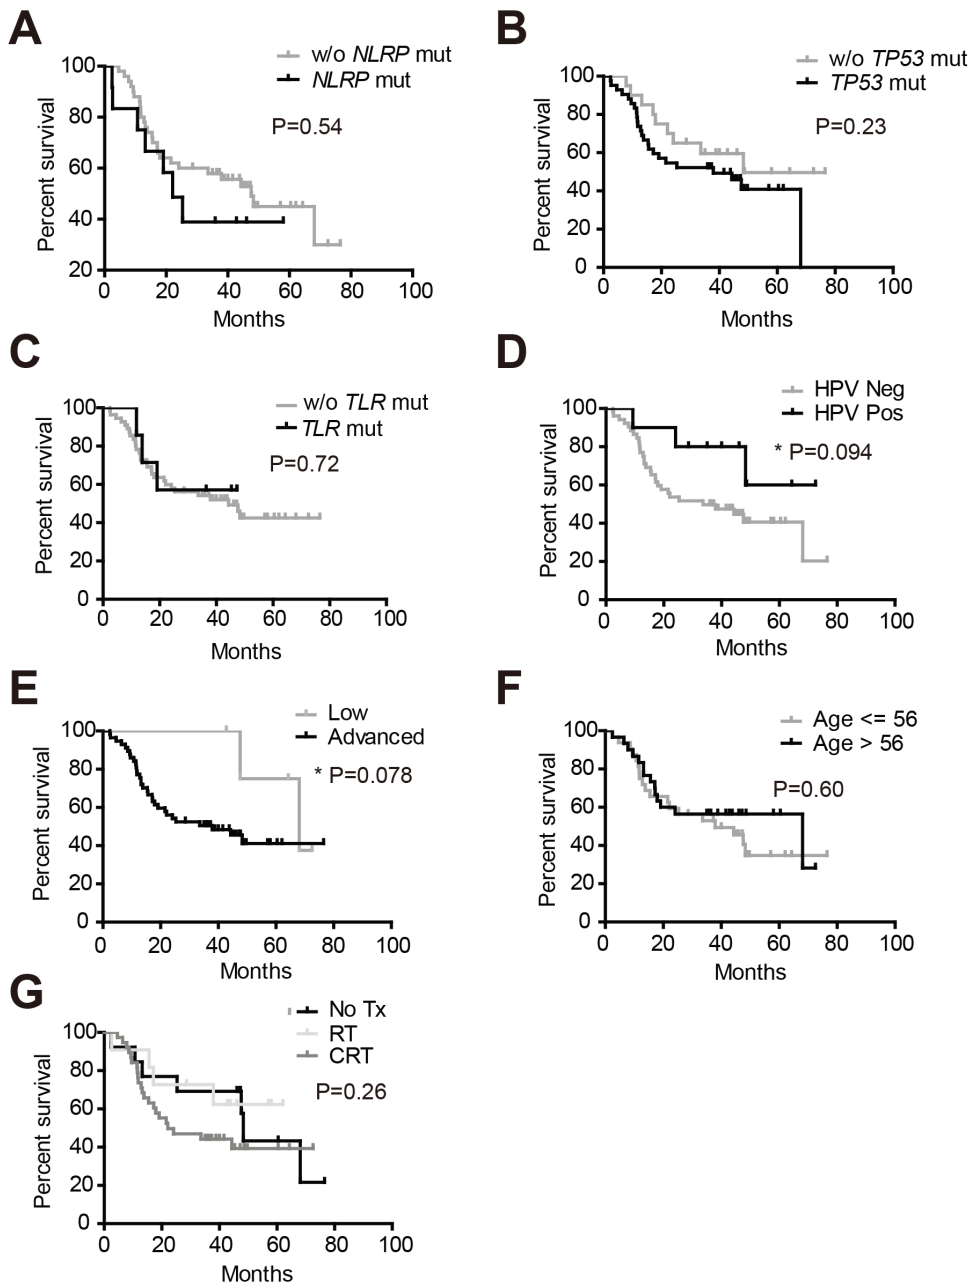 A
w/o NLRP mut
NLRP mut
P=0.54
Percent survival
100
80
60
40
20
0 20 40 60 80 100
Months
B
w/o TP53 mut
TP53 mut
P=0.23
Percent survival
100
80
60
40
20
0
0 20 40 60 80 100
Months
C
w/o TLR mut
TLR mut
P=0.72
Percent survival
100
80
60
40
20
0
0 20 40 60 80 100
Months
D
HPV Neg
HPV Pos
* P=0.094
Percent survival
100
80
60
40
20
0
0 20 40 60 80 100
Months
E
Low
Advanced
* P=0.078
Percent survival
100
80
60
40
20
0
0 20 40 60 80 100
Months
F
Age <= 56
Age > 56
P=0.60
Percent survival
100
80
60
40
20
0
0 20 40 60 80 100
Months
G
No Tx
RT
CRT
P=0.26
Percent survival
100
80
60
40
20
0
0 20 40 60 80 100
Months